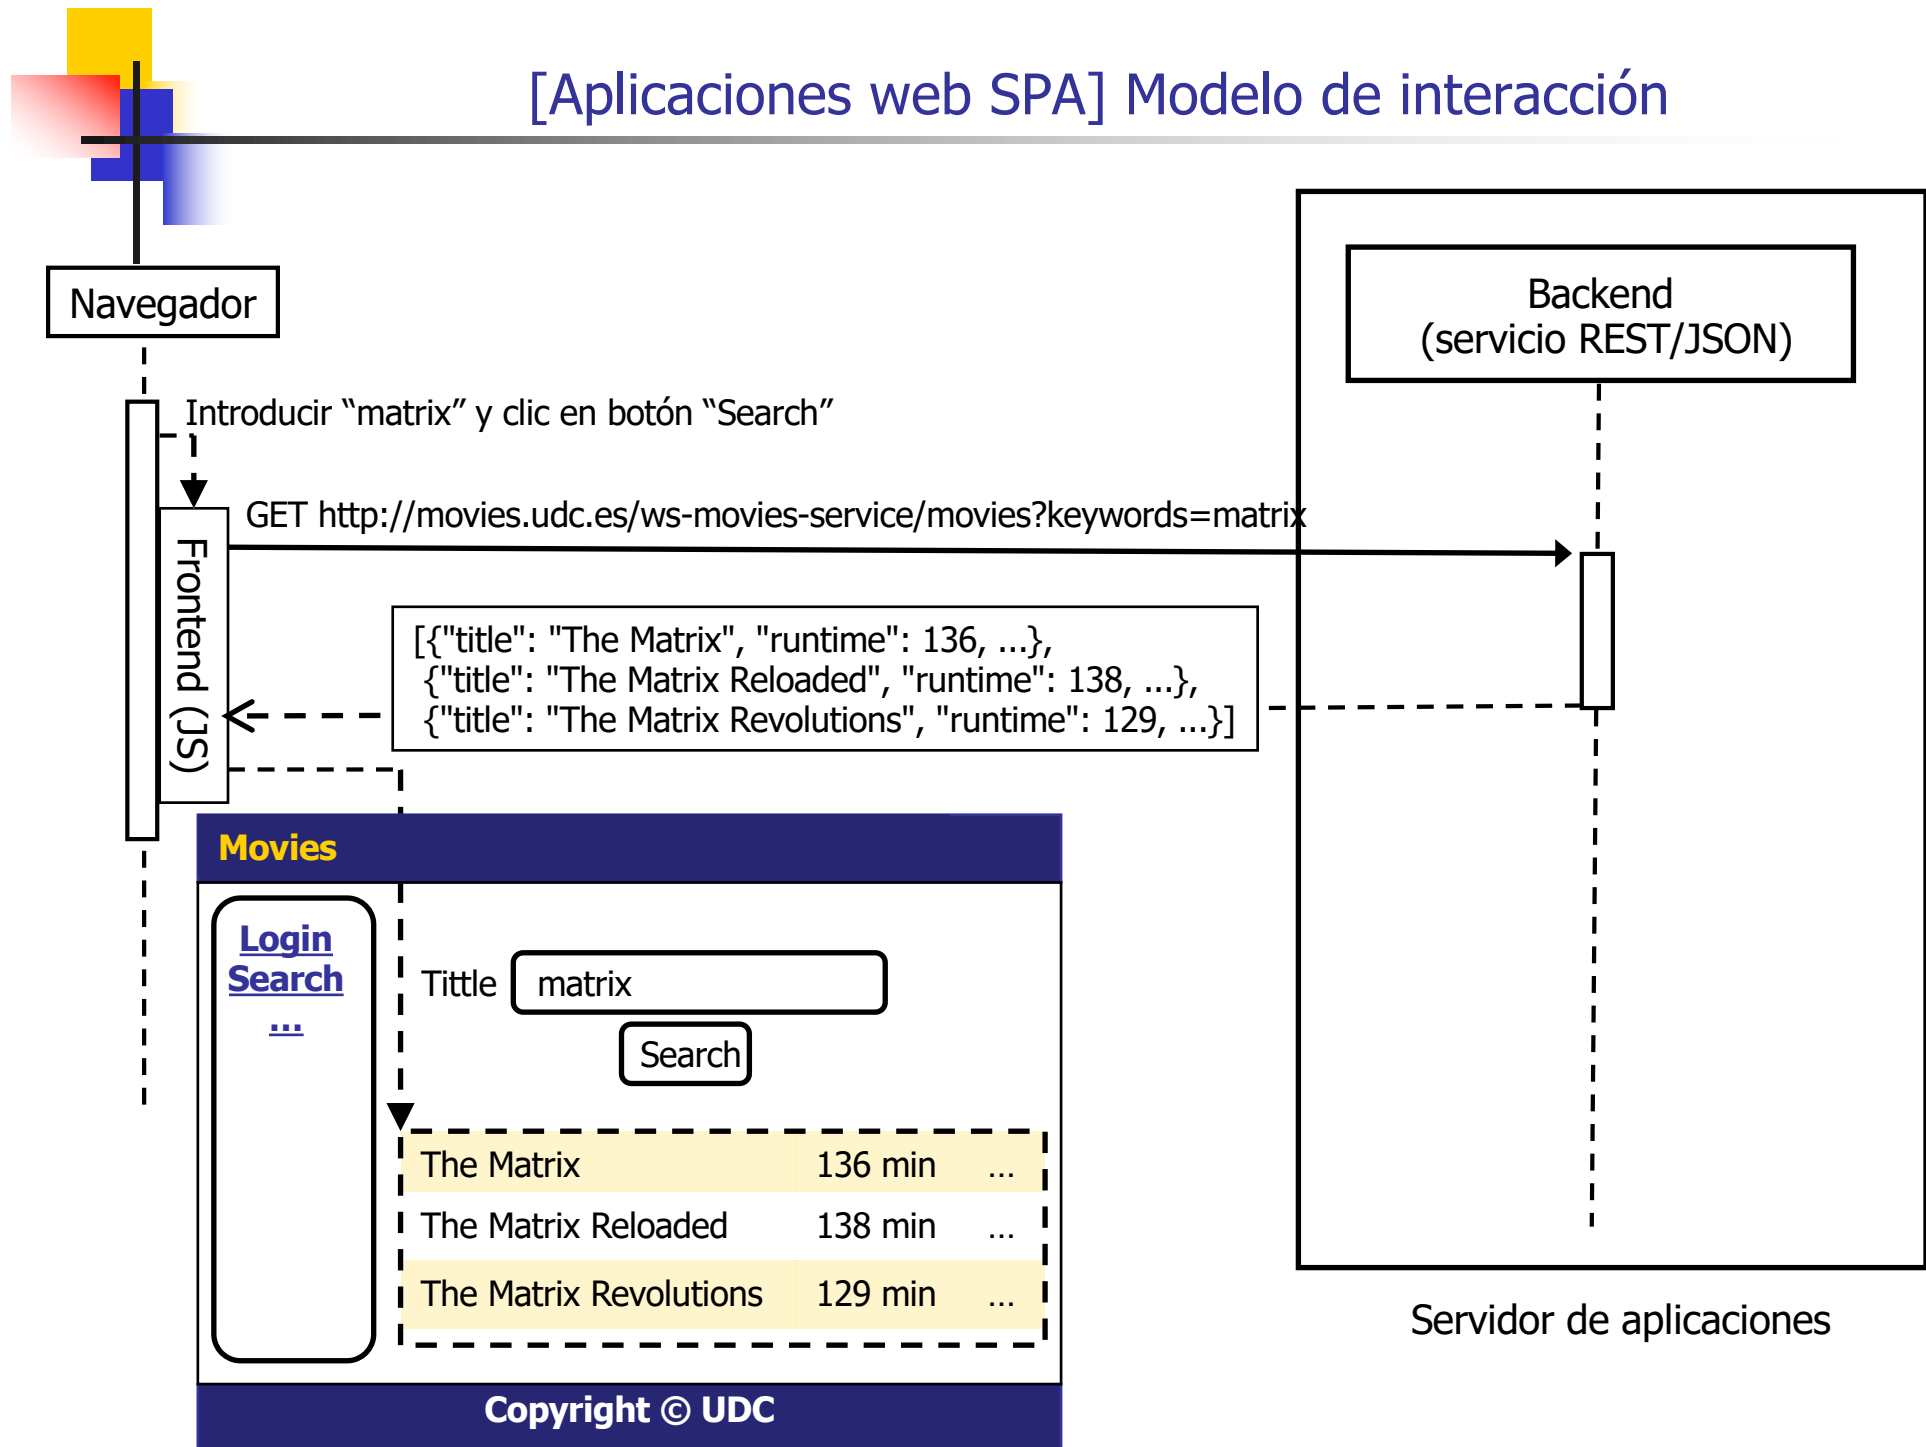 [Aplicaciones web SPA] Modelo de interacción
Navegador
Backend
(servicio REST/JSON)
Introducir “matrix” y clic en botón “Search”
GET http://movies.udc.es/ws-movies-service/movies?keywords=matrix
Frontend (JS)
[{"title": "The Matrix", "runtime": 136, ...},
{"title": "The Matrix Reloaded", "runtime": 138, ...},
{"title": "The Matrix Revolutions", "runtime": 129, ...}]
Movies
Login
Search
...
Tittle matrix
Search
The Matrix 136 min ...
The Matrix Reloaded 138 min ...
The Matrix Revolutions 129 min ...
Copyright © UDC
Servidor de aplicaciones